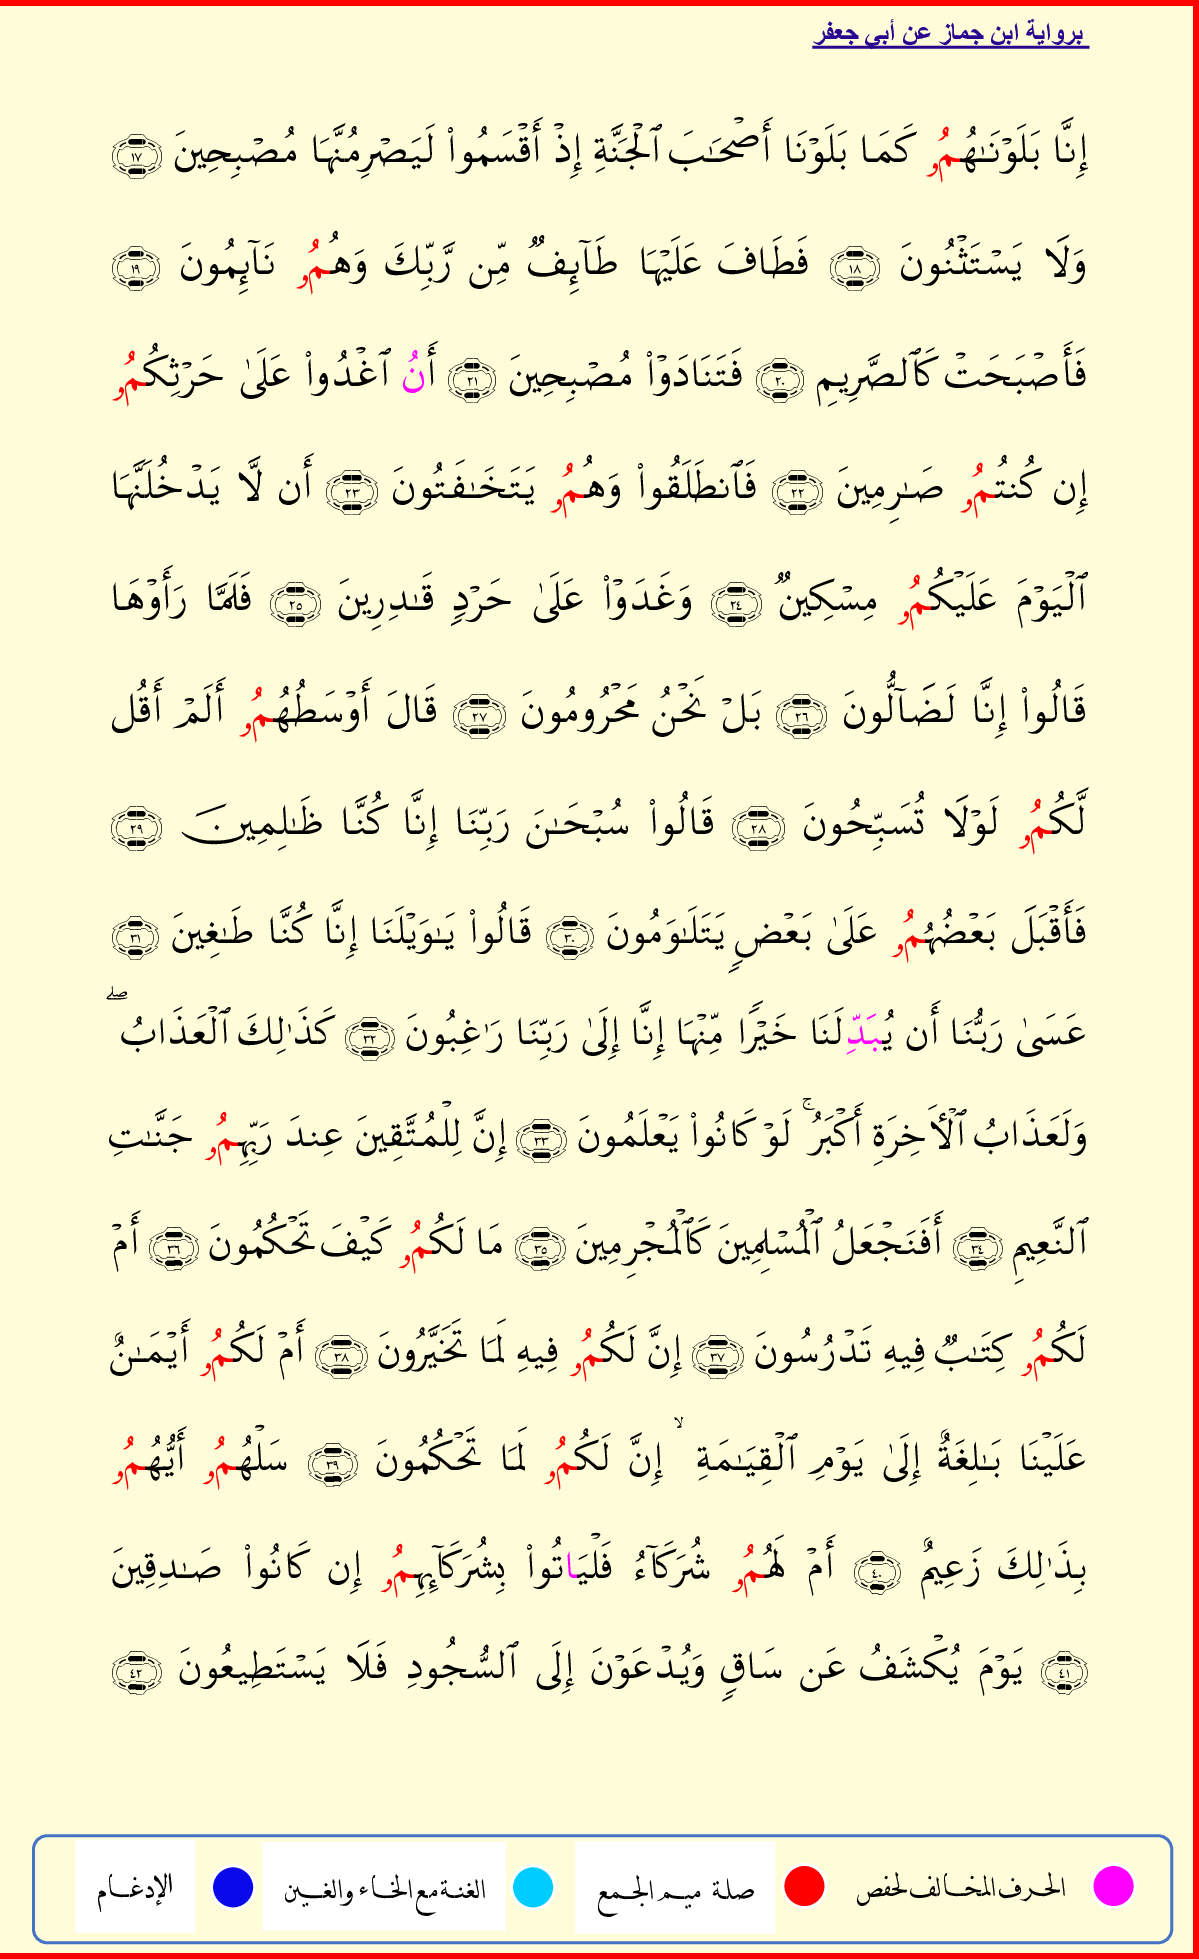 برواية ابن جماز عن أبي جعفر
إِنَّا بَلَوْنَـٰهُمُۥ كَمَا بَلَوْنَا أَصْحَـٰبَ ٱلْجَنَّةِ إِذْ أَقْسَمُوا۟ لَيَصْرِمُنَّهَا مُصْبِحِينَ ١٧
وَلَا يَسْتَثْنُونَ ١٨ فَطَافَ عَلَيْهَا طَآئِفٌ مِّن رَّبِّكَ وَهُمُۥ نَآئِمُونَ ١٩
فَأَصْبَحَتْ كَٱلصَّرِيمِ ٢٠ فَتَنَادَوْا۟ مُصْبِحِينَ ٢١ أَنُ ٱغْدُوا۟ عَلَىٰ حَرْثِكُمُۥ
إِن كُنتُمُۥ صَـٰرِمِينَ ٢٢ فَٱنطَلَقُوا۟ وَهُمُۥ يَتَخَـٰفَتُونَ ٢٣ أَن لَّا يَدْخُلَنَّهَا
ٱلْيَوْمَ عَلَيْكُمُۥ مِسْكِينٌ ٢٤ وَغَدَوْا۟ عَلَىٰ حَرْدٍ قَـٰدِرِينَ ٢٥ فَلَمَّا رَأَوْهَا
قَالُوا۟ إِنَّا لَضَآلُّونَ ٢٦ بَلْ نَحْنُ مَحْرُومُونَ ٢٧ قَالَ أَوْسَطُهُمُۥ أَلَمْ أَقُل
لَّكُمُۥ لَوْلَا تُسَبِّحُونَ ٢٨ قَالُوا۟ سُبْحَـٰنَ رَبِّنَا إِنَّا كُنَّا ظَـٰلِمِينَ ٢٩
فَأَقْبَلَ بَعْضُهُمُۥ عَلَىٰ بَعْضٍ يَتَلَـٰوَمُونَ ٣٠ قَالُوا۟ يَـٰوَيْلَنَا إِنَّا كُنَّا طَـٰغِينَ ٣١
عَسَىٰ رَبُّنَا أَن يُبَدِّلَنَا خَيْرًا مِّنْهَا إِنَّا إِلَىٰ رَبِّنَا رَٰغِبُونَ ٣٢ كَذَٰلِكَ ٱلْعَذَابُ ۖ
وَلَعَذَابُ ٱلْأَخِرَةِ أَكْبَرُ ۚ لَوْ كَانُوا۟ يَعْلَمُونَ ٣٣ إِنَّ لِلْمُتَّقِينَ عِندَ رَبِّهِمُۥ جَنَّـٰتِ
ٱلنَّعِيمِ ٣٤ أَفَنَجْعَلُ ٱلْمُسْلِمِينَ كَٱلْمُجْرِمِينَ ٣٥ مَا لَكُمُۥ كَيْفَ تَحْكُمُونَ ٣٦ أَمْ
لَكُمُۥ كِتَـٰبٌ فِيهِ تَدْرُسُونَ ٣٧ إِنَّ لَكُمُۥ فِيهِ لَمَا تَخَيَّرُونَ ٣٨ أَمْ لَكُمُۥ أَيْمَـٰنٌ
عَلَيْنَا بَـٰلِغَةٌ إِلَىٰ يَوْمِ ٱلْقِيَـٰمَةِ ۙ إِنَّ لَكُمُۥ لَمَا تَحْكُمُونَ ٣٩ سَلْهُمُۥ أَيُّهُمُۥ
بِذَٰلِكَ زَعِيمٌ ٤٠ أَمْ لَهُمُۥ شُرَكَآءُ فَلْيَاتُوا۟ بِشُرَكَآئِهِمُۥ إِن كَانُوا۟ صَـٰدِقِينَ
٤١ يَوْمَ يُكْشَفُ عَن سَاقٍ وَيُدْعَوْنَ إِلَى ٱلسُّجُودِ فَلَا يَسْتَطِيعُونَ ٤٢
الحرف المخالف لحفص صلة ميم الجمع الغنة مع الخاء والغين الإدغام